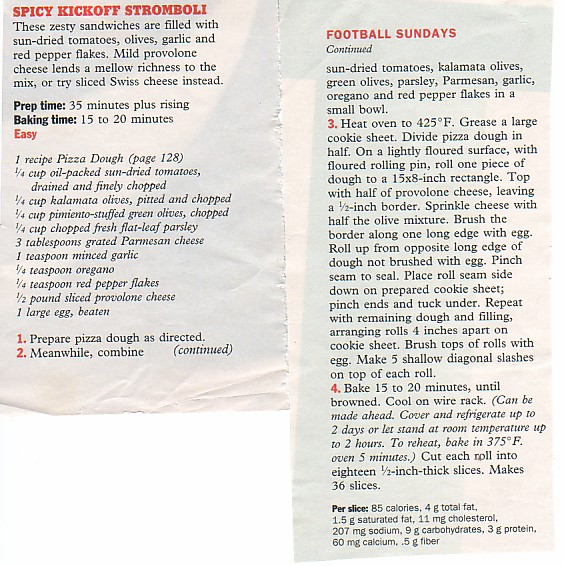 SPICY KICKOFF STROMBOLI
These zesty sandwiches are filled with
sun-dried tomatoes, olives, garlic and
red pepper flakes. Mild provolone
cheese lends a mellow richness to the
mix, or try sliced Swiss cheese instead.
Prep time: 35 minutes plus rising
Baking time: 15 to 20 minutes
Easy
1 recipe Pizza Dough (page 128)
¼ cup oil-packed sun-dried tomatoes,
drained and finely chopped
¼ cup kalamata olives, pitted and chopped
¼ cup pimiento-stuffed green olives, chopped
¼ cup chopped fresh flat-leaf parsley
3 tablespoons grated Parmesan cheese
1 teaspoon minced garlic
¼ teaspoon oregano
¼ teaspoon red pepper flakes
½ pound sliced provolone cheese
1 large egg, beaten
1. Prepare pizza dough as directed.
2. Meanwhile, combine (continued)
FOOTBALL SUNDAYS
Continued
sun-dried tomatoes, kalamata olives,
green olives, parsley, Parmesan, garlic,
oregano and red pepper flakes in a
small bowl.
3. Heat oven to 425°F. Grease a large
cookie sheet. Divide pizza dough in
half. On a lightly floured surface, with
floured rolling pin, roll one piece of
dough to a 15x8-inch rectangle. Top
with half of provolone cheese, leaving
a ½-inch border. Sprinkle cheese with
half the olive mixture. Brush the
border along one long edge with egg.
Roll up from opposite long edge of
dough not brushed with egg. Pinch
seam to seal. Place roll seam side
down on prepared cookie sheet;
pinch ends and tuck under. Repeat
with remaining dough and filling,
arranging rolls 4 inches apart on
cookie sheet. Brush tops of rolls with
egg. Make 5 shallow diagonal slashes
on top of each roll.
4. Bake 15 to 20 minutes, until
browned. Cool on wire rack. (Can be
made ahead. Cover and refrigerate up to
2 days or let stand at room temperature up
to 2 hours. To reheat, bake in 375°F.
oven 5 minutes.) Cut each roll into
eighteen ½-inch-thick slices. Makes
36 slices.
Per slice: 85 calories, 4 g total fat,
1.5 g saturated fat, 11 mg cholesterol,
207 mg sodium, 9 g carbohydrates, 3 g protein,
60 mg calcium, .5 g fiber